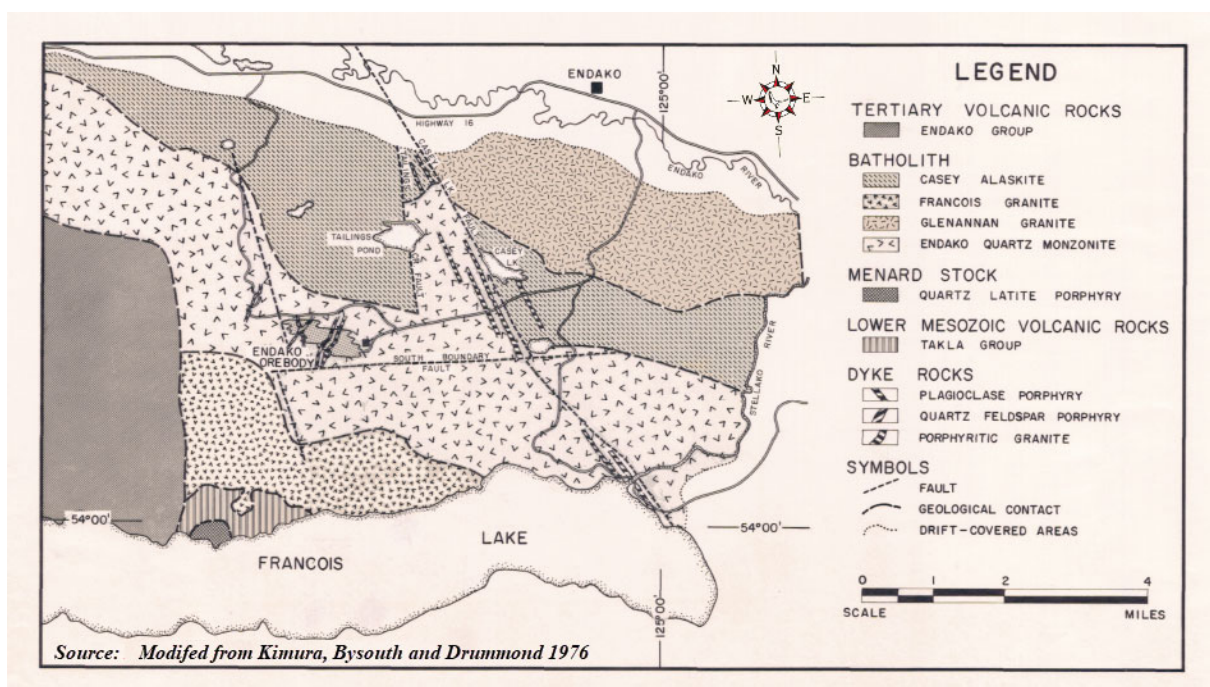 ENDAKO
HIGHWAY 16
125°00'
N
W
E
S
ENDAKO
RIVER
CASEY
LK
TAILINGS
POND
CASEY
LK
FAULT
ENDAKO
OREBODY
SOUTH BOUNDARY
FAULT
STELLAKO
RIVER
54°00'
54°00'
FRANCOIS
LAKE
125°00'
Source: Modifed from Kimura, Bysouth and Drummond 1976
LEGEND
TERTIARY VOLCANIC ROCKS
ENDAKO GROUP
BATHOLITH
CASEY ALASKITE
FRANCOIS GRANITE
GLENANNAN GRANITE
ENDAKO QUARTZ MONZONITE
MENARD STOCK
QUARTZ LATITE PORPHYRY
LOWER MESOZOIC VOLCANIC ROCKS
TAKLA GROUP
DYKE ROCKS
PLAGIOCLASE PORPHYRY
QUARTZ FELDSPAR PORPHYRY
PORPHYRITIC GRANITE
SYMBOLS
FAULT
GEOLOGICAL CONTACT
DRIFT-COVERED AREAS
0 1 2 4
SCALE MILES